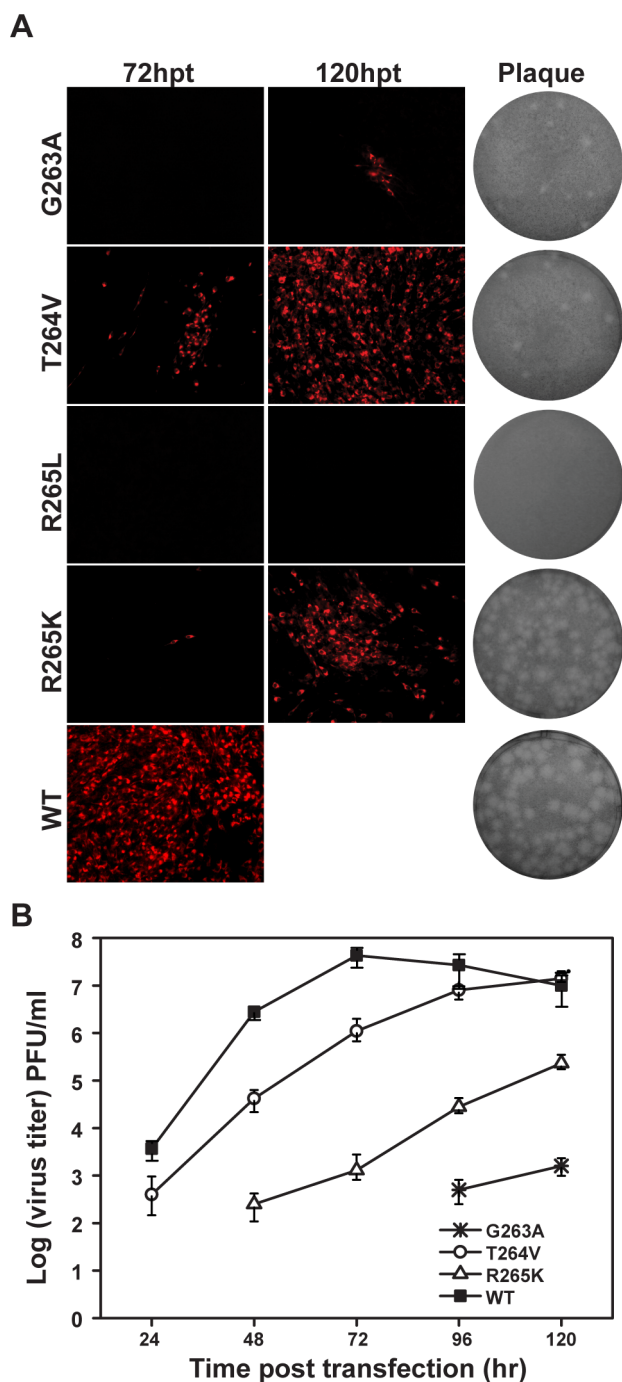 A
72hpt 120hpt Plaque
G263A
T264V
R265L
R265K
WT
B
8
7
6
5
4
3
2
1
0
Log (virus titer) PFU/ml
G263A
T264V
R265K
WT
24 48 72 96 120
Time post transfection (hr)